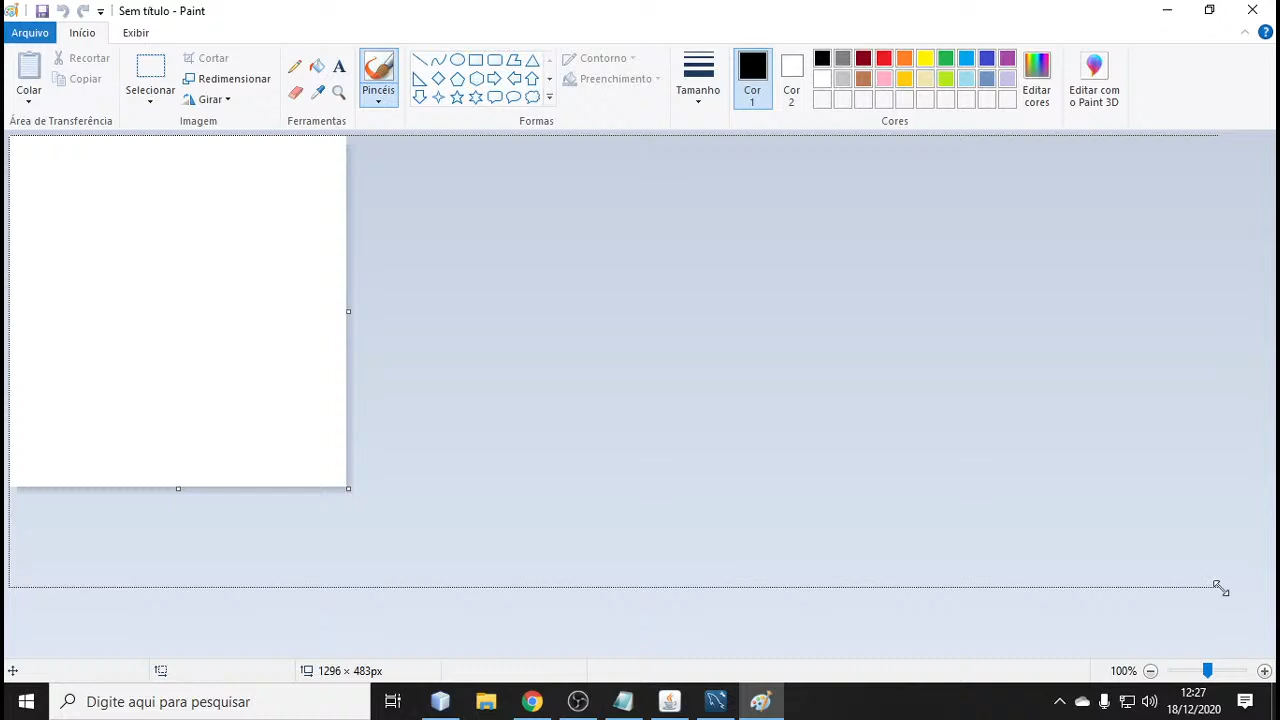 Sem título - Paint
Arquivo Início Exibir
Colar
Recortar
Copiar
Área de Transferência
Selecionar
Cortar
Redimensionar
Girar
Imagem
A
Ferramentas
Pincéis
Contorno
Preenchimento
Formas
Tamanho
Cor
1
Cor
2
Editar
cores
Cores
Editar com
o Paint 3D
?
1296 × 483px
100%
Digite aqui para pesquisar
12:27
18/12/2020